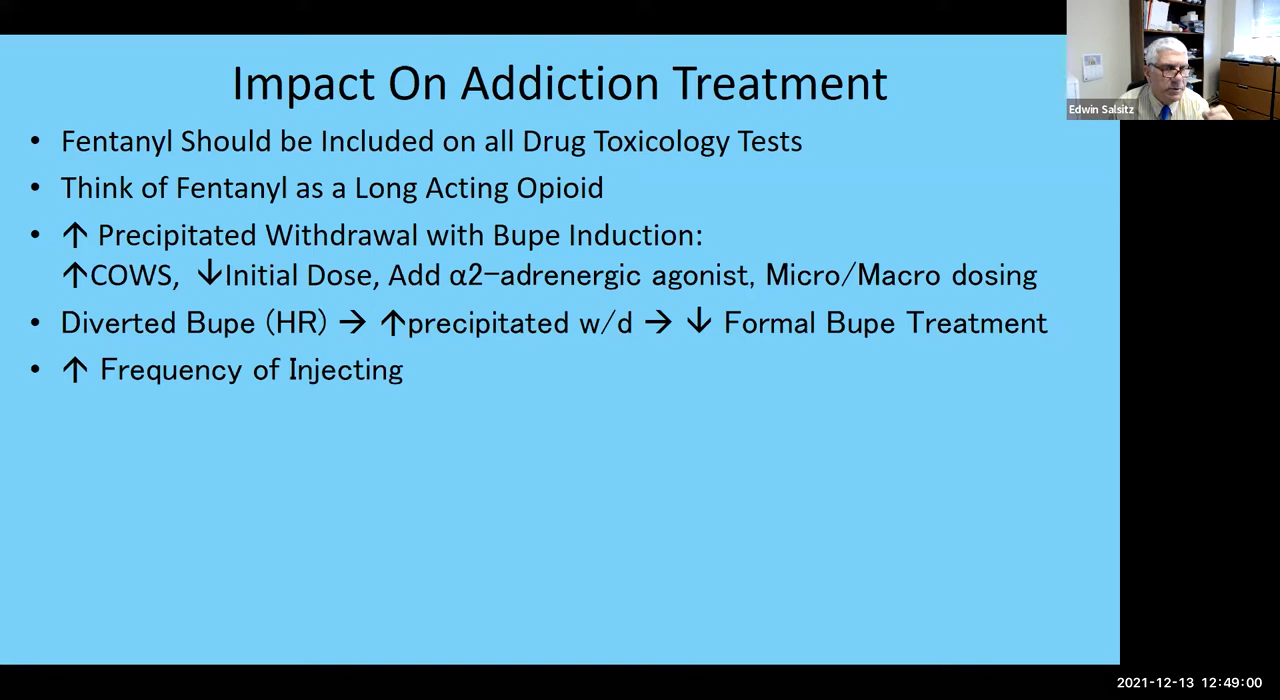 Impact On Addiction Treatment
• Fentanyl Should be Included on all Drug Toxicology Tests
• Think of Fentanyl as a Long Acting Opioid
• ↑ Precipitated Withdrawal with Bupe Induction:
↑COWS, ↓Initial Dose, Add α2-adrenergic agonist, Micro/Macro dosing
• Diverted Bupe (HR) → ↑precipitated w/d → ↓ Formal Bupe Treatment
• ↑ Frequency of Injecting
Edwin Salsitz
2021-12-13 12:49:00